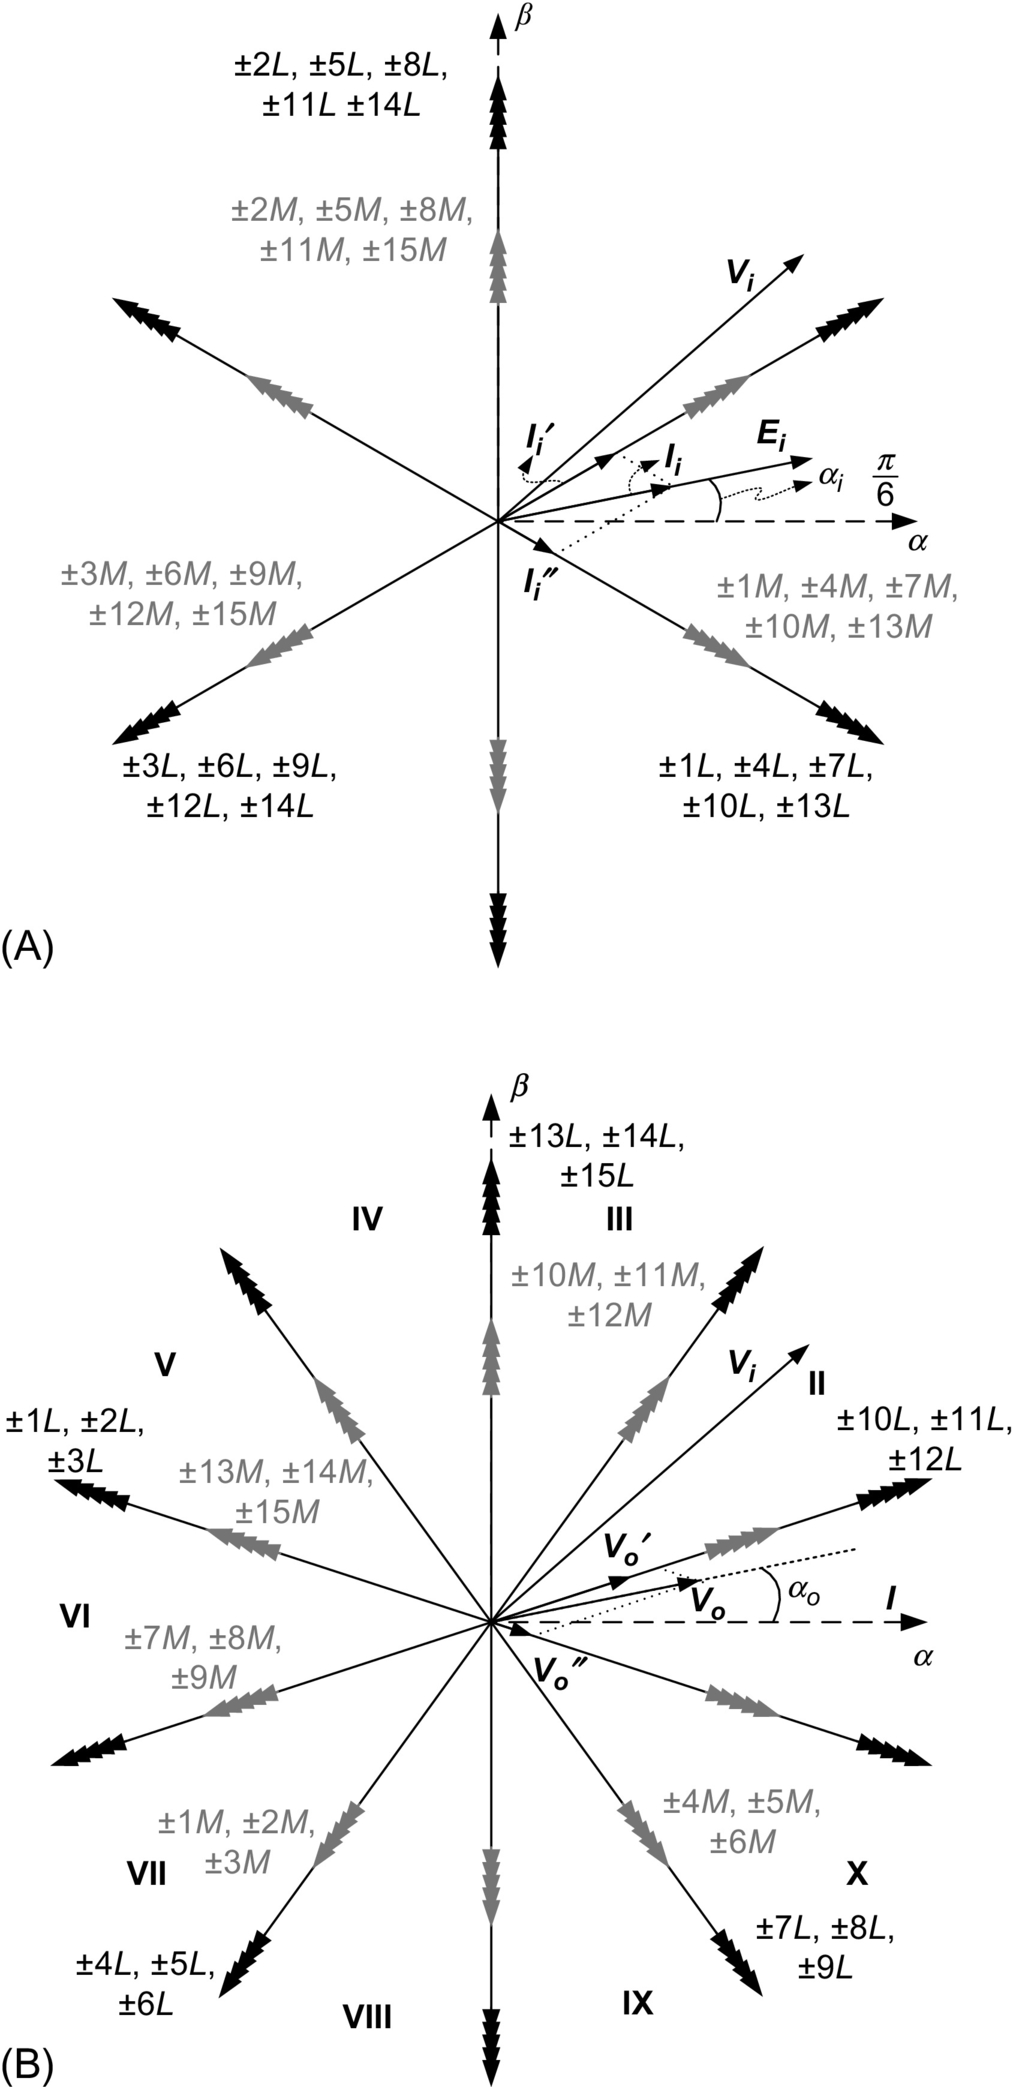 β
±2L, ±5L, ±8L,
±11L ±14L
±2M, ±5M, ±8M,
±11M, ±15M
Vᵢ
Iᵢ′
Iᵢ
Eᵢ
αᵢ
π
6
α
Iᵢ″
±3M, ±6M, ±9M,
±12M, ±15M
±1M, ±4M, ±7M,
±10M, ±13M
±3L, ±6L, ±9L,
±12L, ±14L
±1L, ±4L, ±7L,
±10L, ±13L
(A)
β
±13L, ±14L,
±15L
IV
III
±10M, ±11M,
±12M
V
Vᵢ
II
±1L, ±2L,
±3L
±10L, ±11L,
±12L
±13M, ±14M,
±15M
Vₒ′
Vₒ
αₒ
I
VI
α
±7M, ±8M,
±9M
Vₒ″
±4M, ±5M,
±6M
±1M, ±2M,
±3M
VII
X
±7L, ±8L,
±9L
±4L, ±5L,
±6L
VIII
IX
(B)